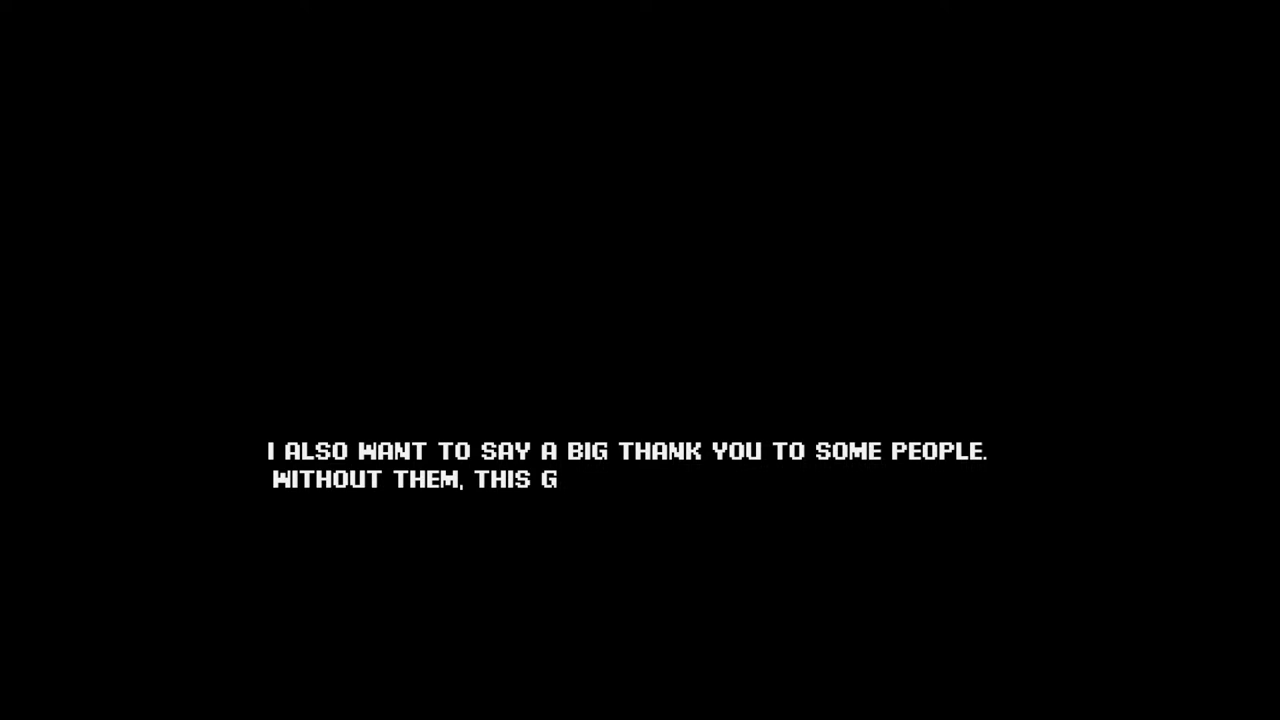 I ALSO WANT TO SAY A BIG THANK YOU TO SOME PEOPLE.
WITHOUT THEM, THIS G